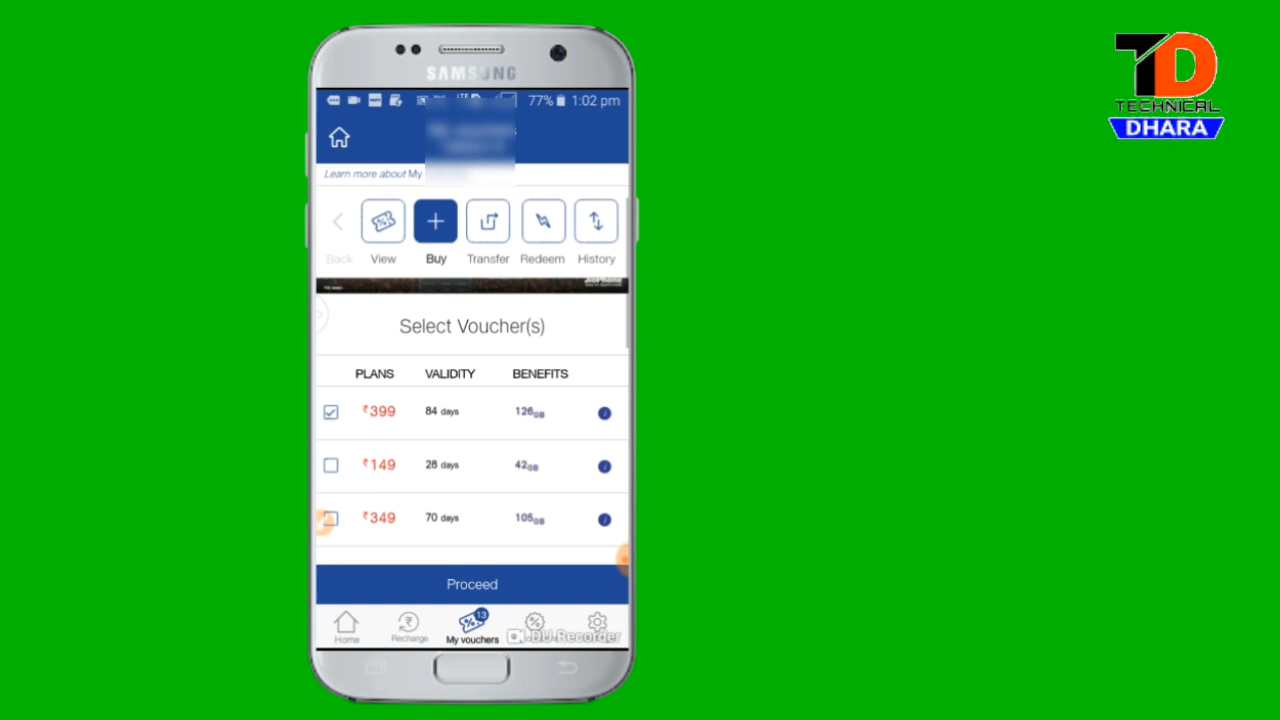 SAMSUNG
77% 1:02 pm
Learn more about My
Back View Buy Transfer Redeem History
JioPhone
Select Voucher(s)
PLANS VALIDITY BENEFITS
₹399 84 days 126GB i
₹149 28 days 42GB i
₹349 70 days 105GB i
Proceed
13
Home Recharge My vouchers
DU Recorder
TD
TECHNICAL
DHARA